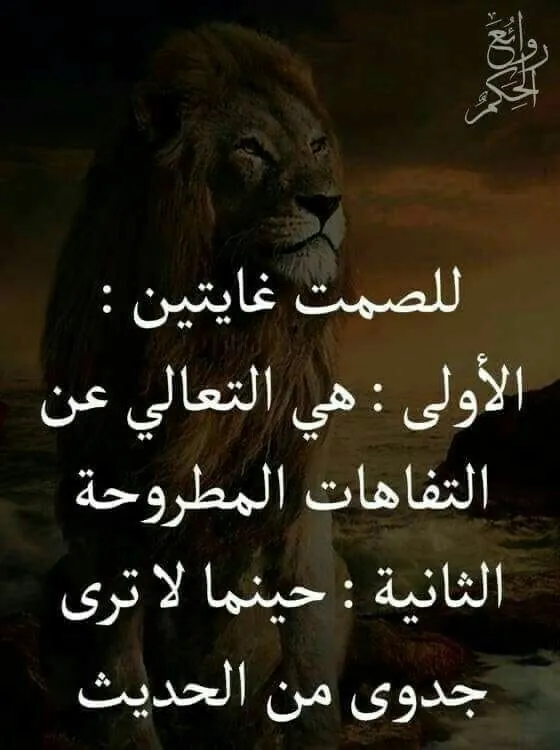 روائع
الحكم
للصمت غايتين :
الأولى : هي التعالي عن
التفاهات المطروحة
الثانية : حينما لا ترى
جدوى من الحديث